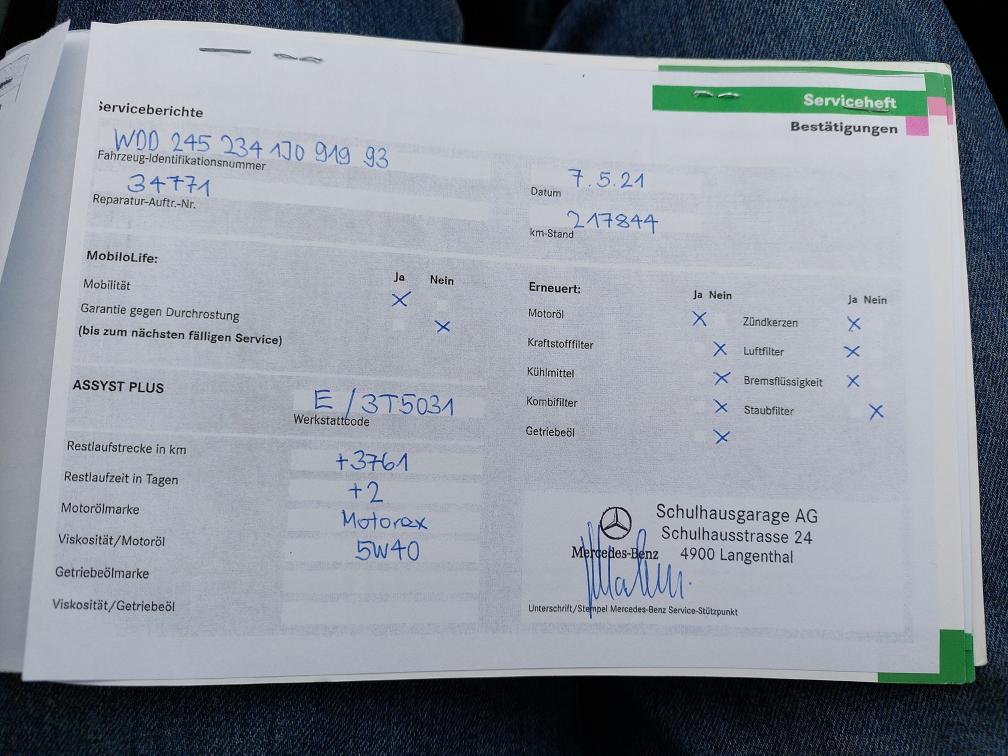 Serviceheft
Bestätigungen
Serviceberichte
WDD 245 234 1J0 919 93
Fahrzeug-Identifikationsnummer
34771
Reparatur-Auftr.-Nr.
7.5.21
Datum
217844
km-Stand
MobiloLife:
Ja Nein
Mobilität X
Garantie gegen Durchrostung X
(bis zum nächsten fälligen Service)
Erneuert:
Ja Nein Ja Nein
Motoröl X Zündkerzen X
Kraftstofffilter X Luftfilter X
Kühlmittel X Bremsflüssigkeit X
Kombifilter X Staubfilter X
Getriebeöl X
ASSYST PLUS
E/3T5031
Werkstattcode
Restlaufstrecke in km +3761
Restlaufzeit in Tagen +2
Motorölmarke Motorex
Viskosität/Motoröl 5W40
Getriebeölmarke
Viskosität/Getriebeöl
Schulhausgarage AG
Schulhausstrasse 24
Mercedes-Benz 4900 Langenthal
Unterschrift/Stempel Mercedes-Benz Service-Stützpunkt